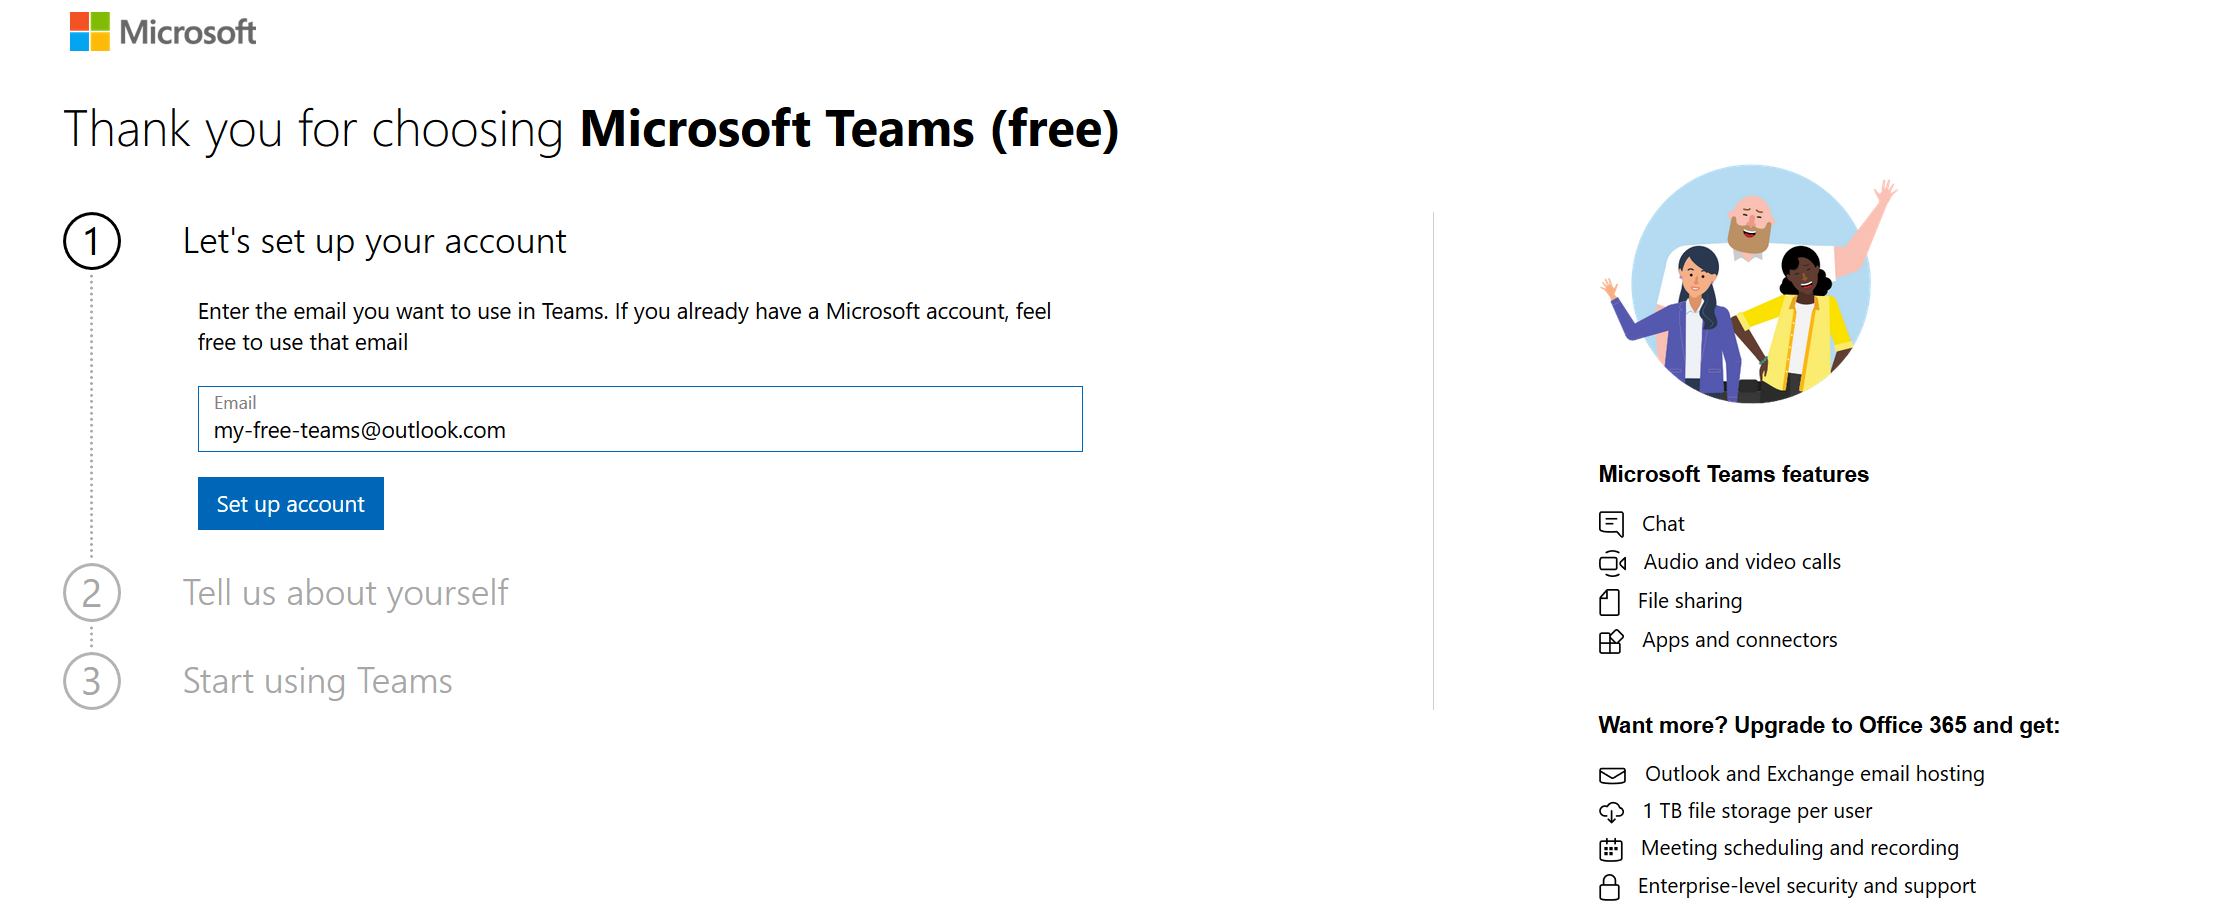 Microsoft
Thank you for choosing Microsoft Teams (free)
1
Let's set up your account
Enter the email you want to use in Teams. If you already have a Microsoft account, feel
free to use that email
Email
my-free-teams@outlook.com
Set up account
2
Tell us about yourself
3
Start using Teams
Microsoft Teams features
Chat
Audio and video calls
File sharing
Apps and connectors
Want more? Upgrade to Office 365 and get:
Outlook and Exchange email hosting
1 TB file storage per user
Meeting scheduling and recording
Enterprise-level security and support